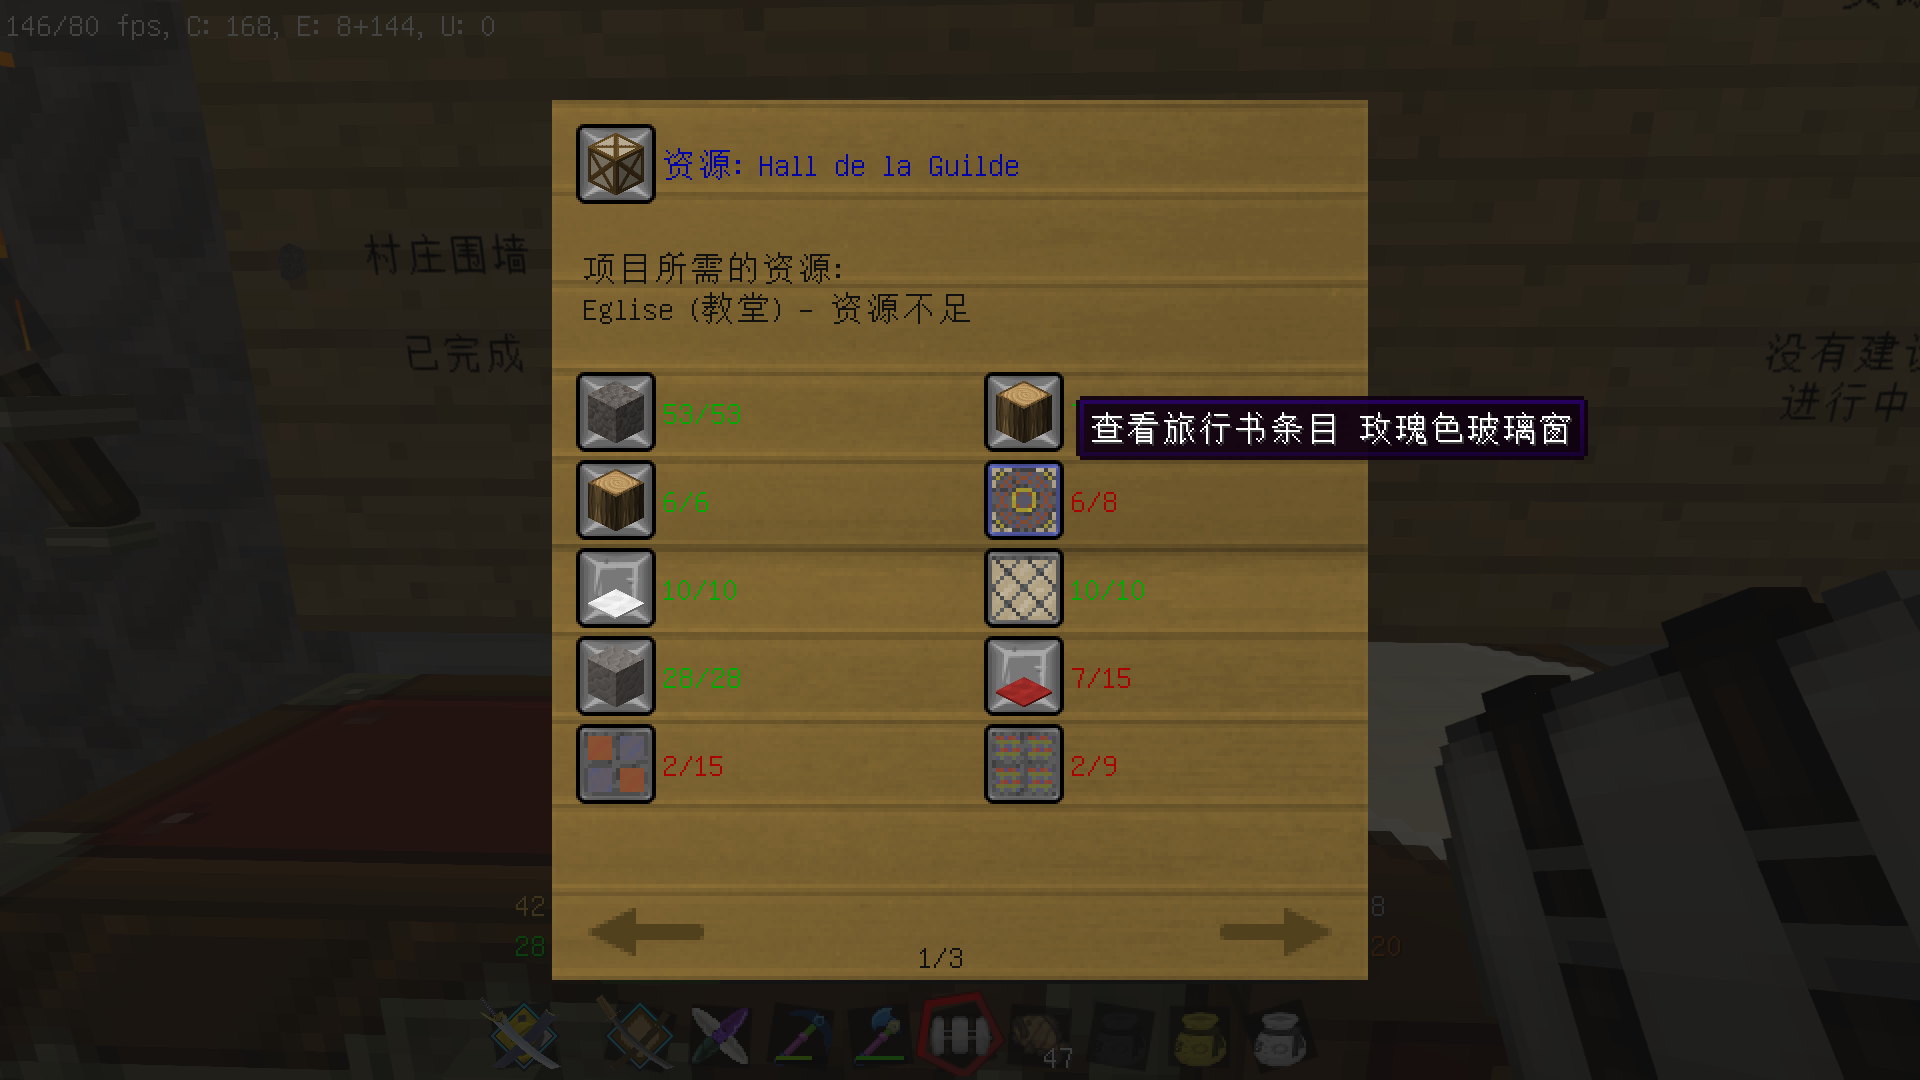 146/80 fps, C: 168, E: 8+144, U: 0
资源: Hall de la Guilde
村庄围墙
项目所需的资源:
Eglise (教堂) - 资源不足
已完成
没有建设
进行中
53/53
查看旅行书条目 玫瑰色玻璃窗
6/6
6/8
10/10
10/10
28/28
7/15
2/15
2/9
42
8
28
20
1/3
47